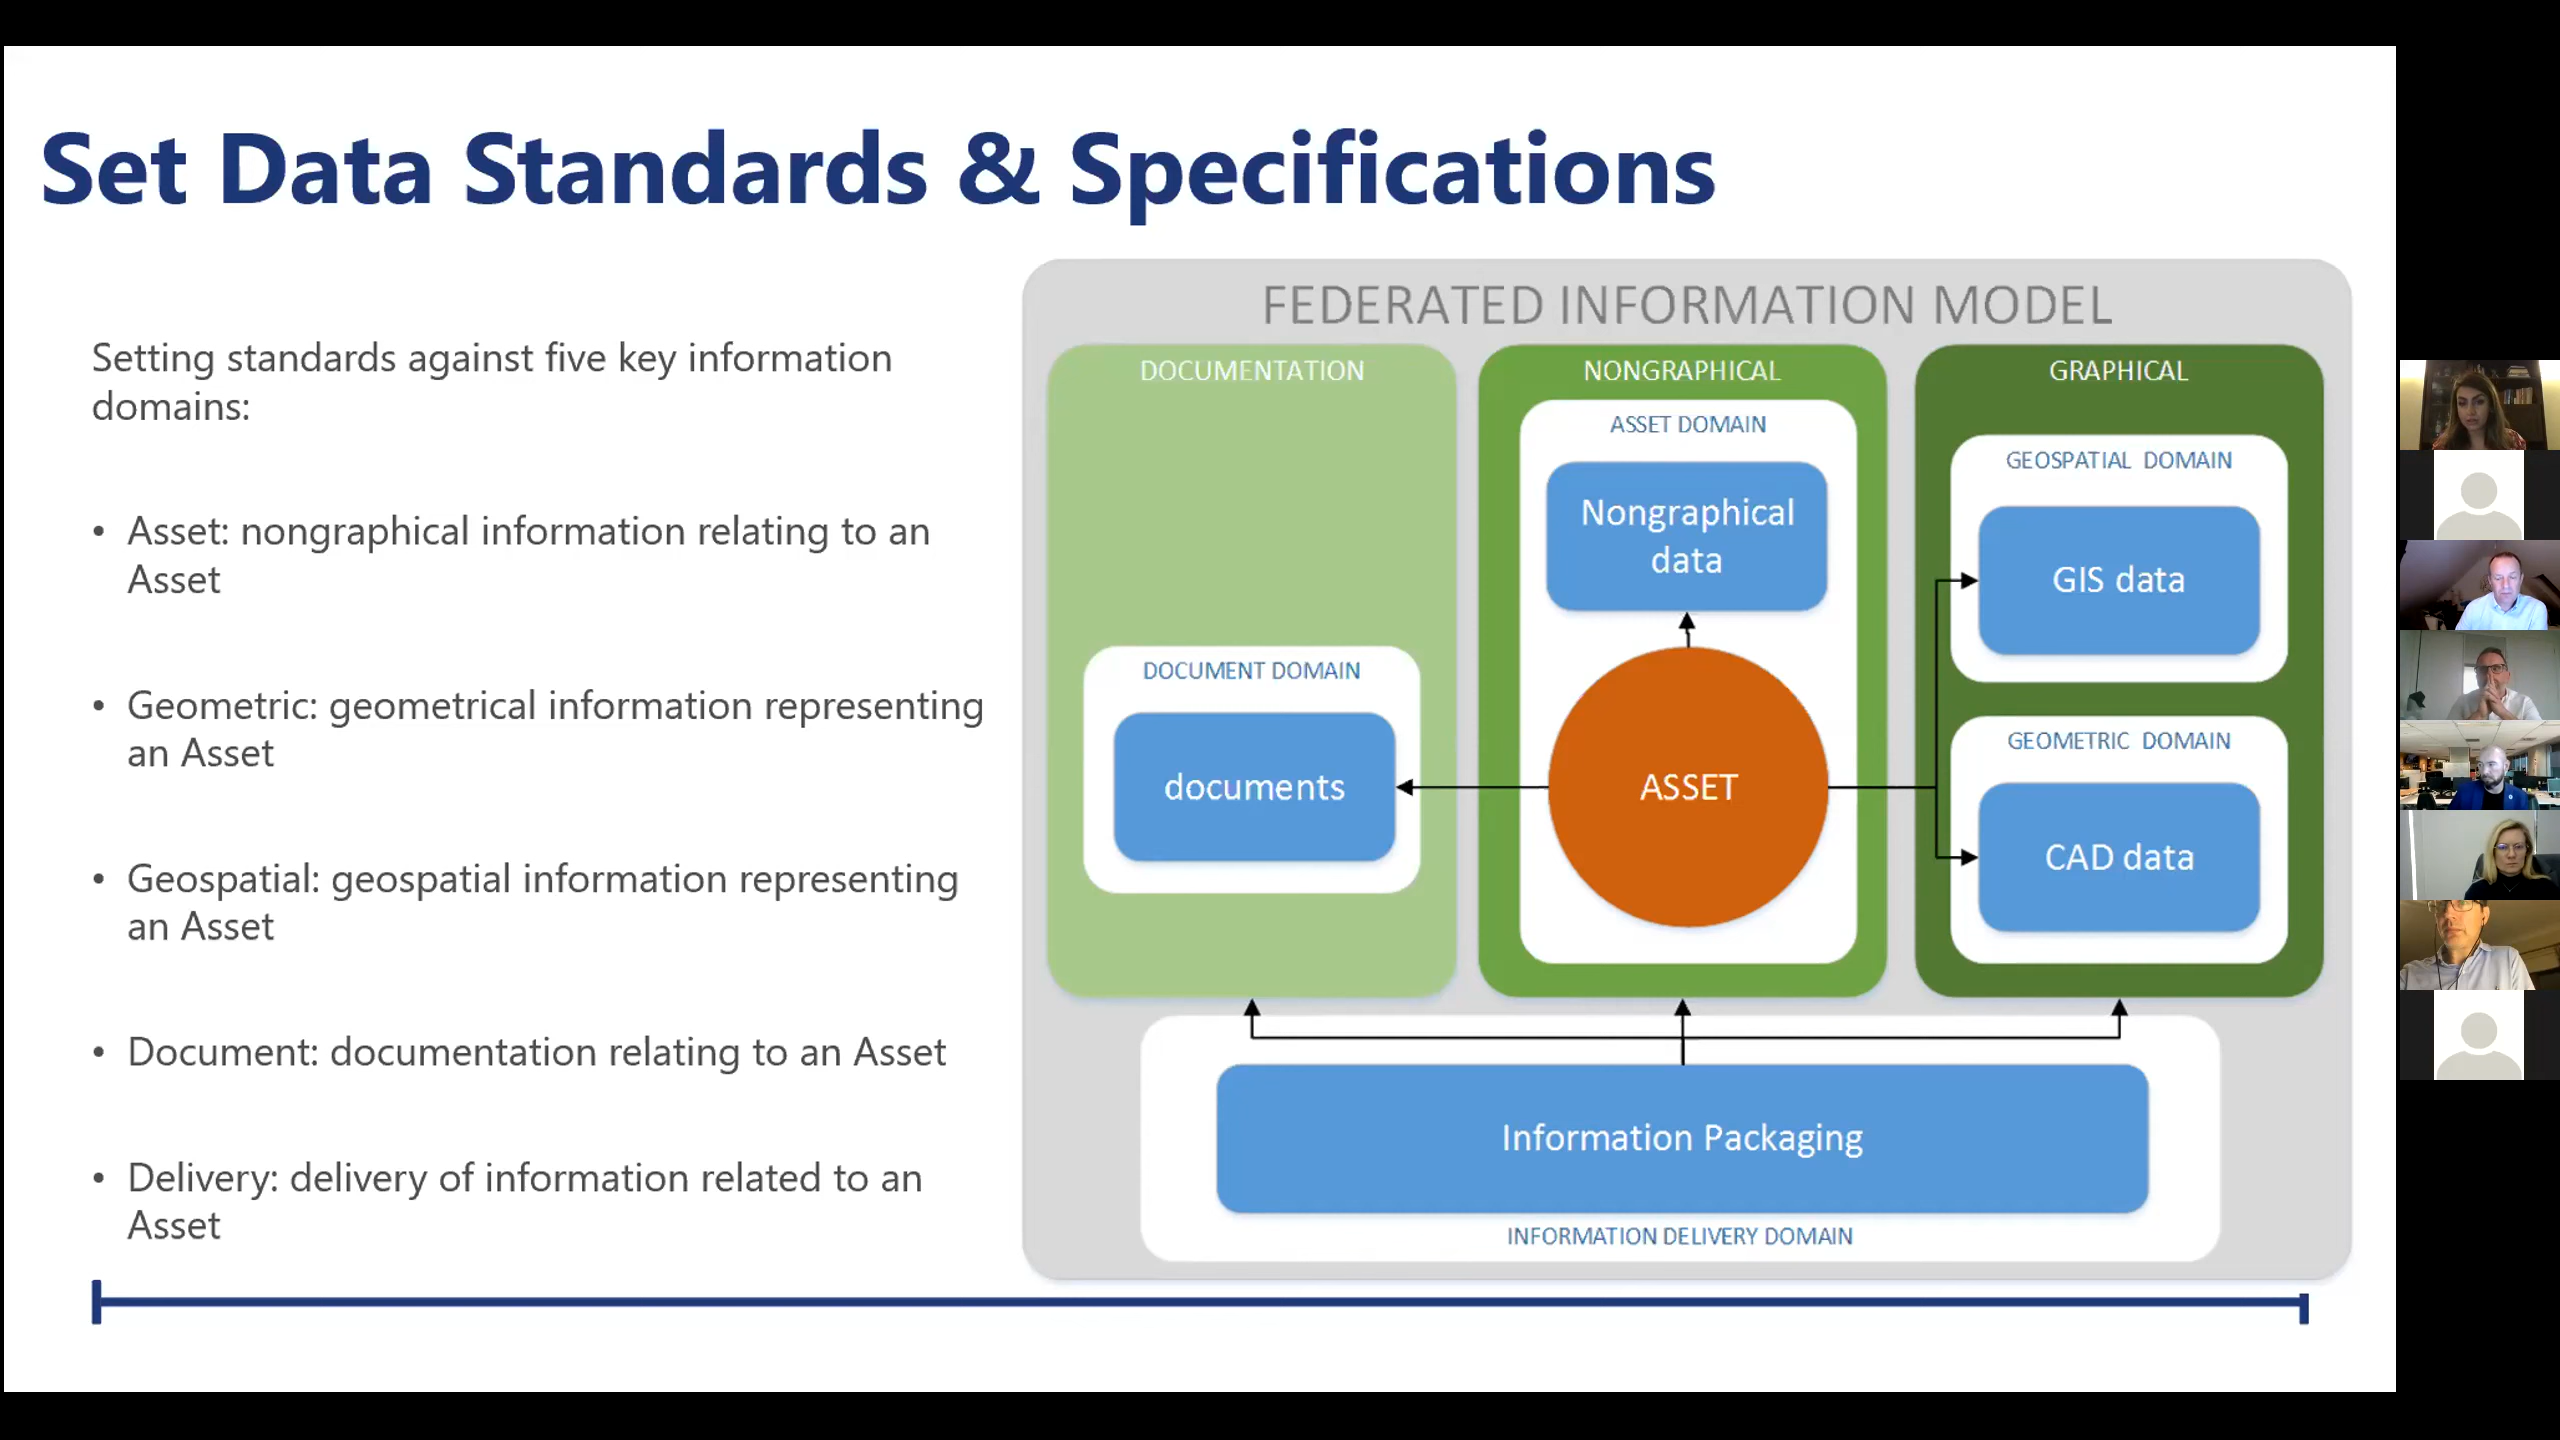 Set Data Standards & Specifications
Setting standards against five key information
domains:
• Asset: nongraphical information relating to an
Asset
• Geometric: geometrical information representing
an Asset
• Geospatial: geospatial information representing
an Asset
• Document: documentation relating to an Asset
• Delivery: delivery of information related to an
Asset
FEDERATED INFORMATION MODEL
DOCUMENTATION
DOCUMENT DOMAIN
documents
NONGRAPHICAL
ASSET DOMAIN
Nongraphical
data
ASSET
GRAPHICAL
GEOSPATIAL DOMAIN
GIS data
GEOMETRIC DOMAIN
CAD data
Information Packaging
INFORMATION DELIVERY DOMAIN